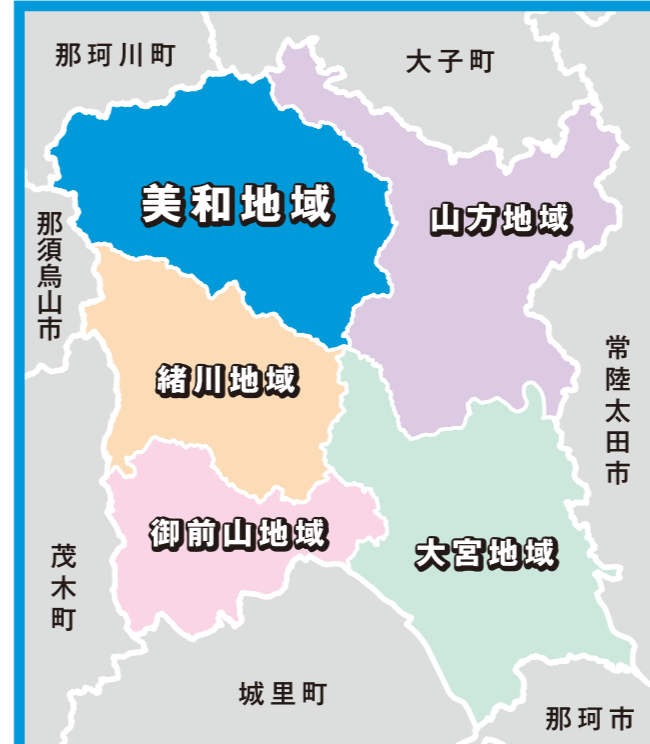 那珂川町
大子町
美和地域
山方地域
那須烏山市
常陸太田市
緒川地域
御前山地域
大宮地域
茂木町
城里町
那珂市